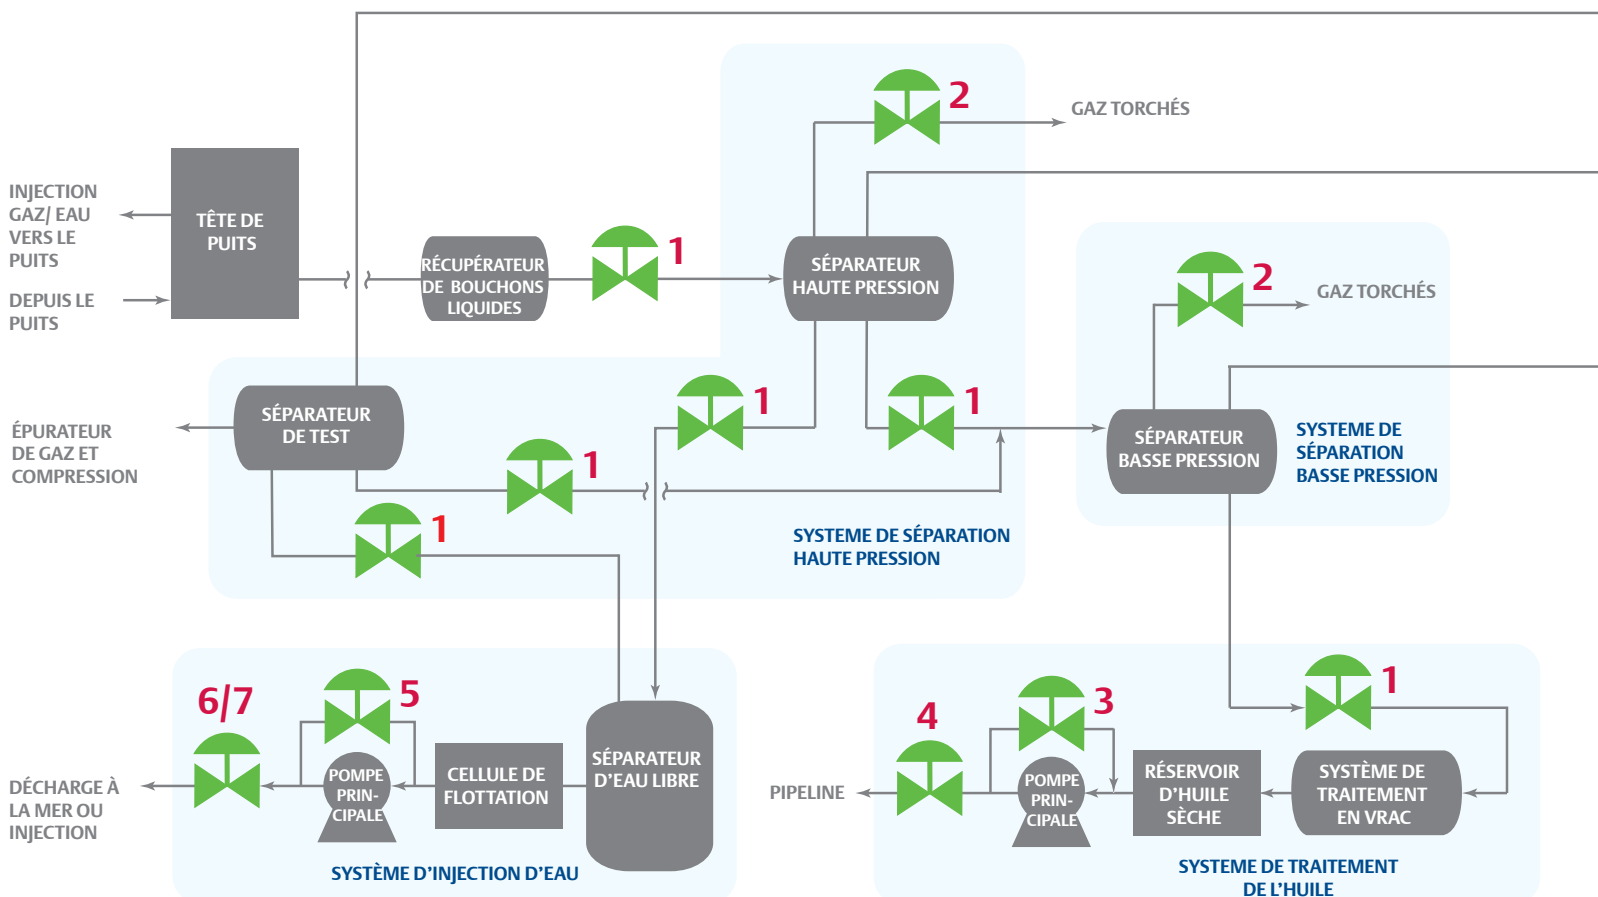 2
GAZ TORCHÉS
INJECTION
GAZ/ EAU
VERS LE
PUITS
DEPUIS LE
PUITS
TÊTE DE
PUITS
RÉCUPÉRATEUR
DE BOUCHONS
LIQUIDES
1
SÉPARATEUR
HAUTE PRESSION
2
GAZ TORCHÉS
ÉPURATEUR
DE GAZ ET
COMPRESSION
SÉPARATEUR
DE TEST
1
1
1
1
SÉPARATEUR
BASSE PRESSION
SYSTEME DE
SÉPARATION
BASSE PRESSION
SYSTEME DE SÉPARATION
HAUTE PRESSION
6/7
5
DÉCHARGE À
LA MER OU
INJECTION
POMPE
PRIN-
CIPALE
CELLULE DE
FLOTTATION
SÉPARATEUR
D'EAU LIBRE
SYSTÈME D'INJECTION D'EAU
1
3
4
PIPELINE
POMPE
PRIN-
CIPALE
RÉSERVOIR
D'HUILE
SÈCHE
SYSTÈME DE
TRAITEMENT
EN VRAC
SYSTEME DE TRAITEMENT
DE L'HUILE